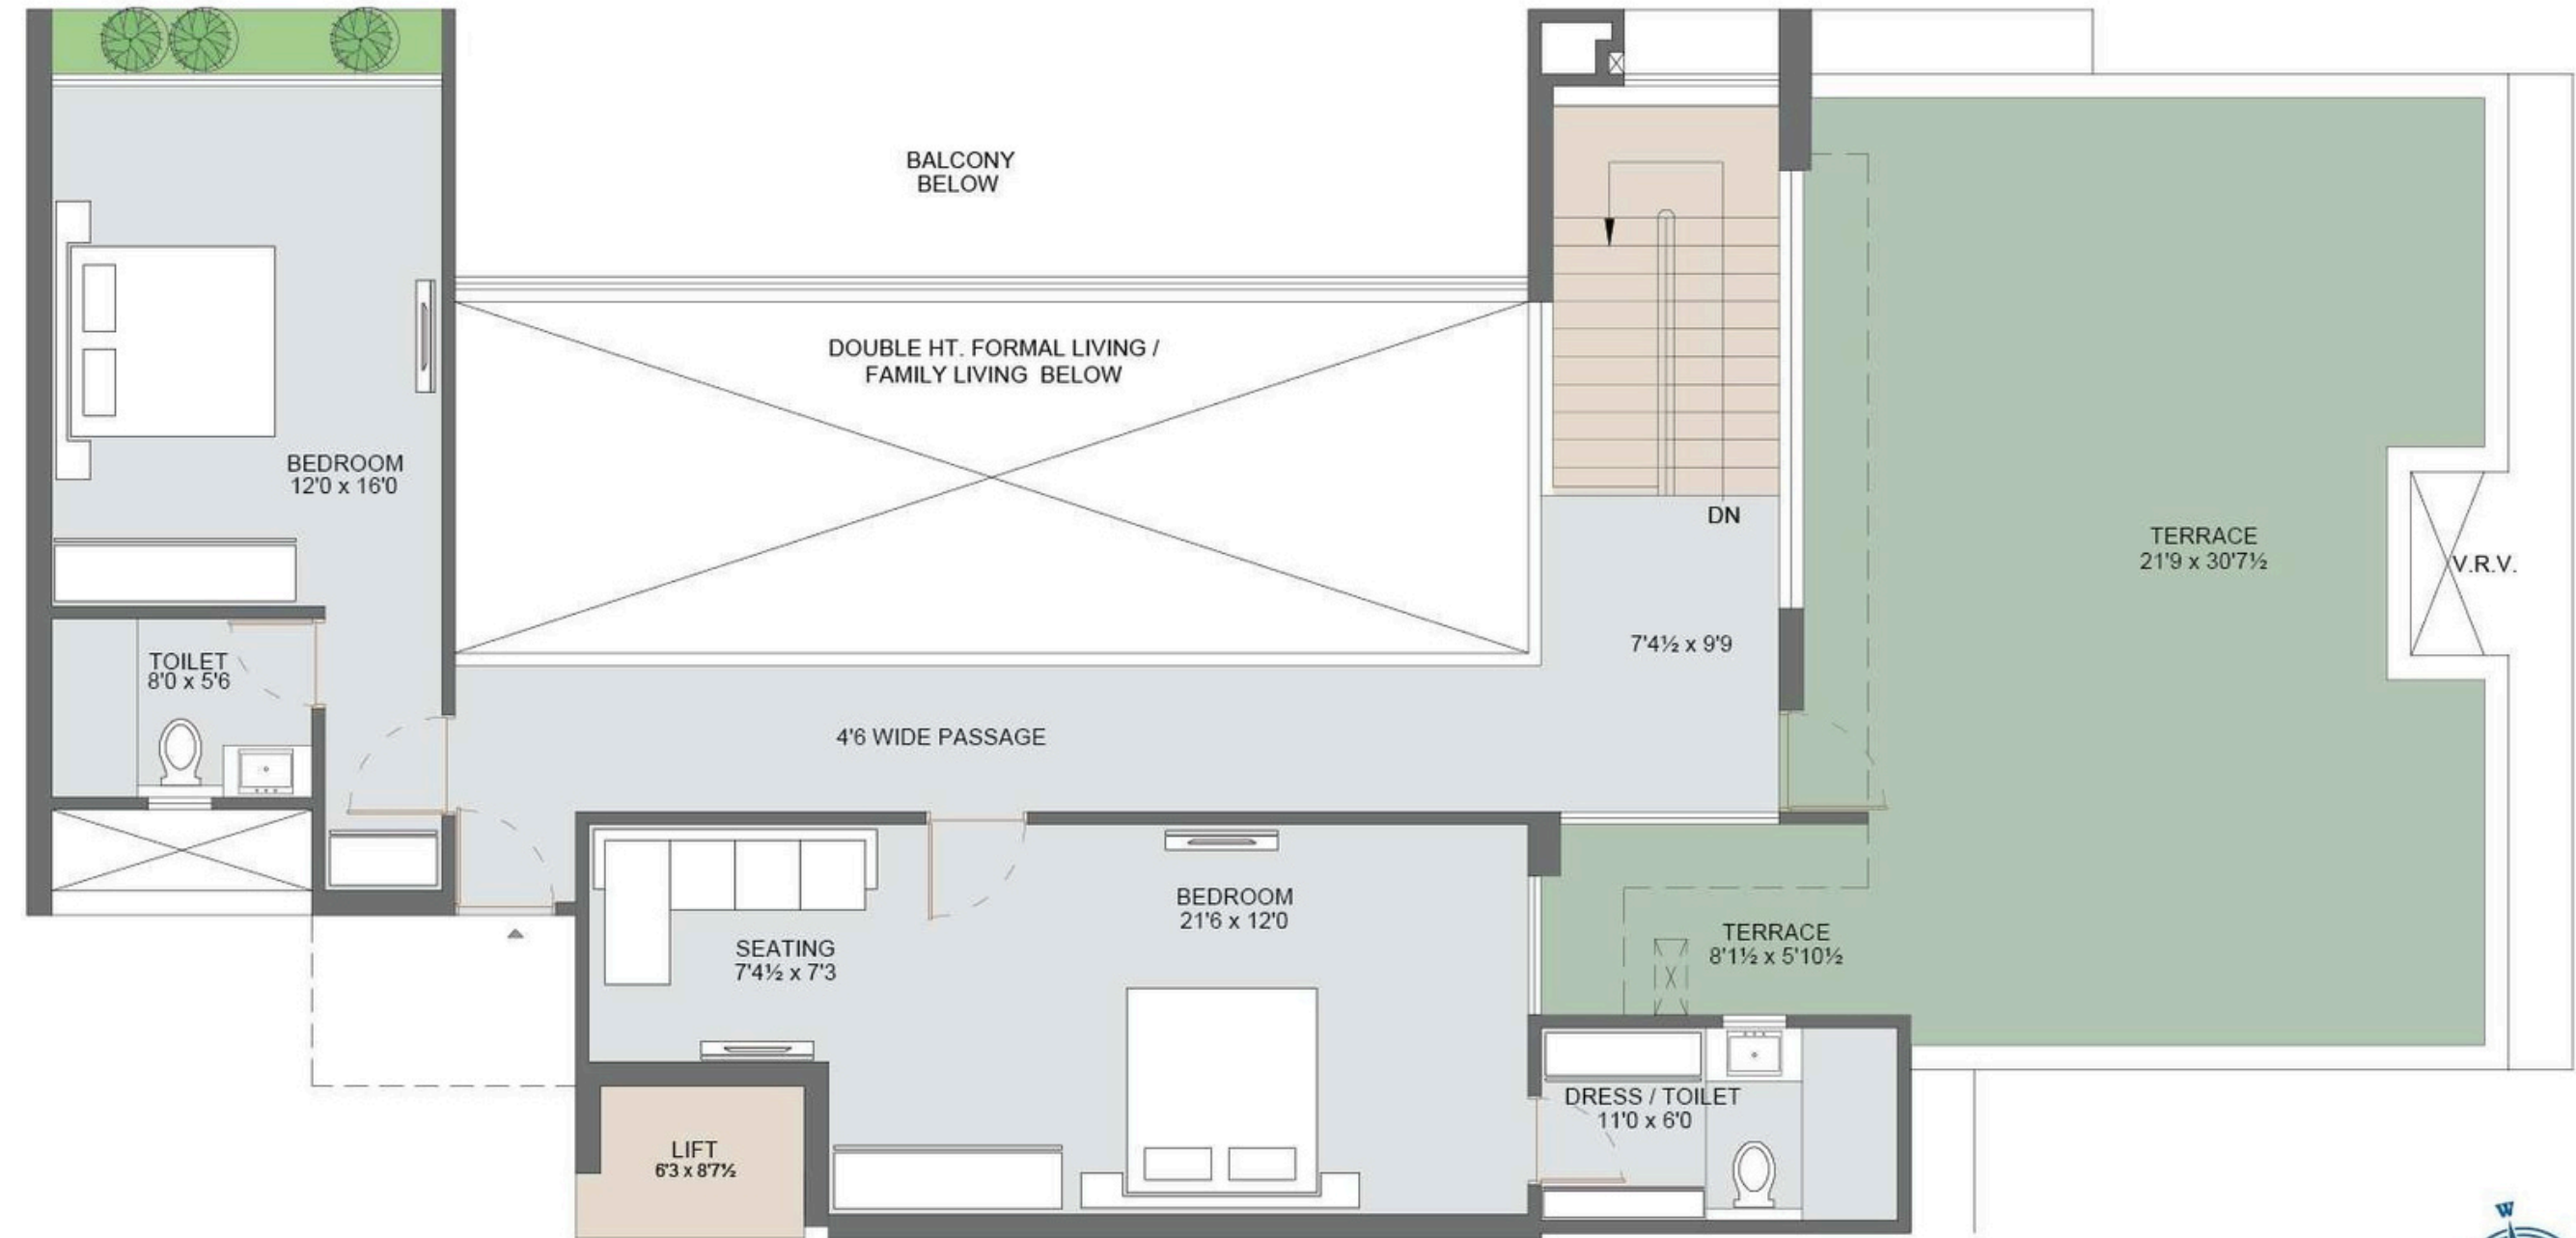 BALCONY
BELOW
DOUBLE HT. FORMAL LIVING /
FAMILY LIVING BELOW
BEDROOM
12'0 x 16'0
DN
TERRACE
21'9 x 30'7½
V.R.V.
7'4½ x 9'9
TOILET
8'0 x 5'6
4'6 WIDE PASSAGE
BEDROOM
21'6 x 12'0
SEATING
7'4½ x 7'3
TERRACE
8'1½ x 5'10½
DRESS / TOILET
11'0 x 6'0
LIFT
6'3 x 8'7½
W